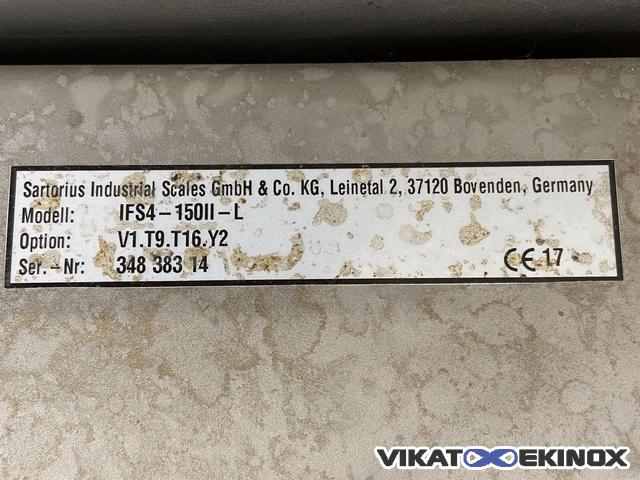 Sartorius Industrial Scales GmbH & Co. KG, Leinetal 2, 37120 Bovenden, Germany
Modell: IFS4-150II-L
Option: V1.T9.T16.Y2
Ser.-Nr: 348 383 14
CE 17
VIKAT EKINOX